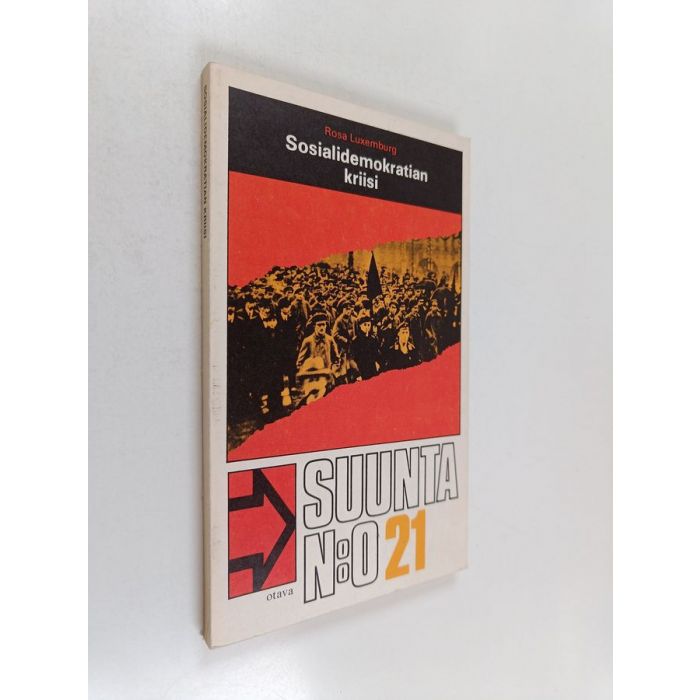 SOSIALIDEMOKRATIAN KRIISI
Rosa Luxemburg
Sosialidemokratian
kriisi
SUUNTA
N:o 21
otava